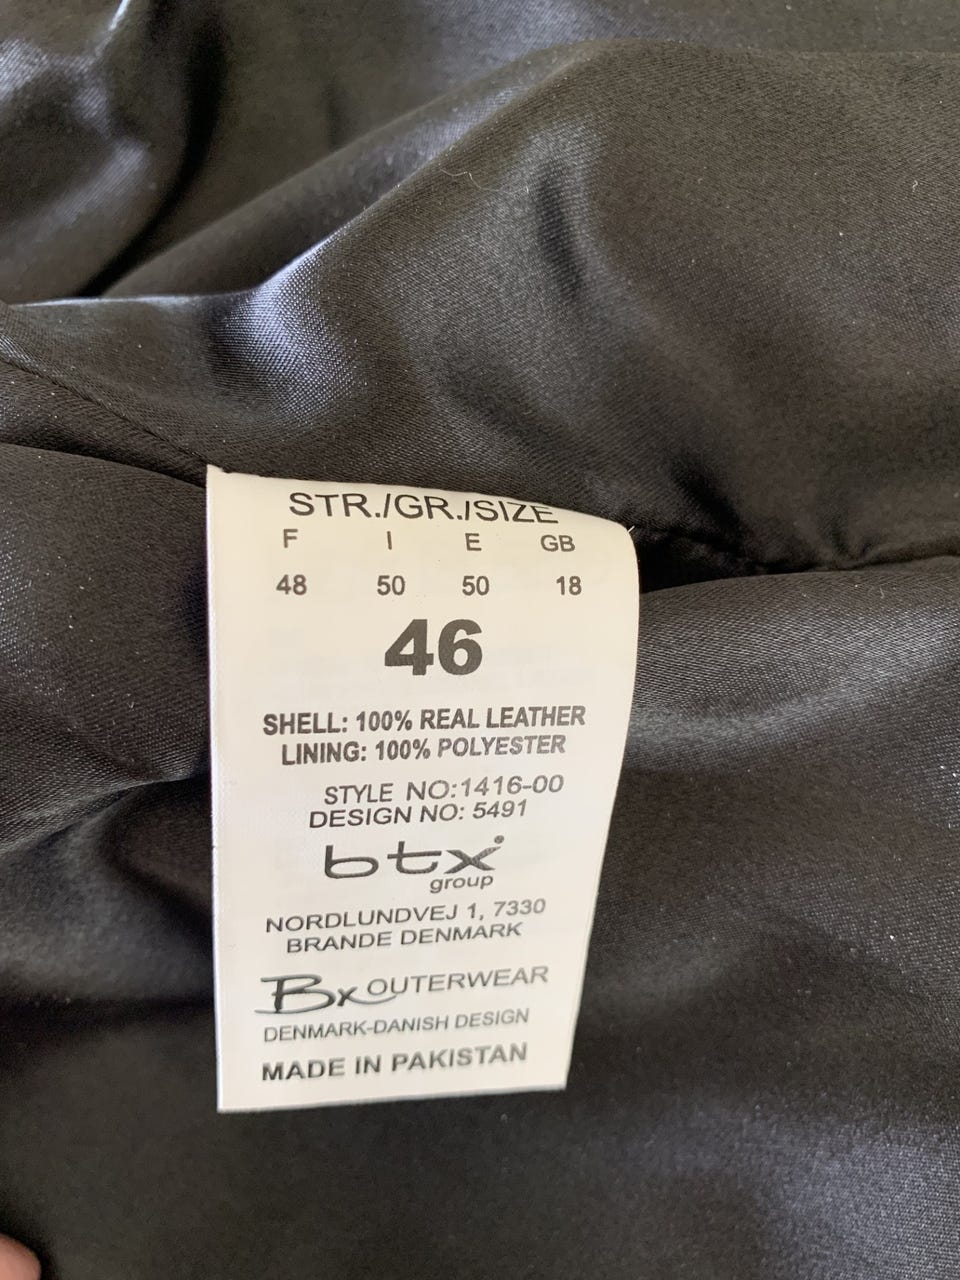 STR./GR./SIZE
F I E GB
48 50 50 18
46
SHELL: 100% REAL LEATHER
LINING: 100% POLYESTER
STYLE NO:1416-00
DESIGN NO: 5491
btx
group
NORDLUNDVEJ 1, 7330
BRANDE DENMARK
Bx OUTERWEAR
DENMARK-DANISH DESIGN
MADE IN PAKISTAN